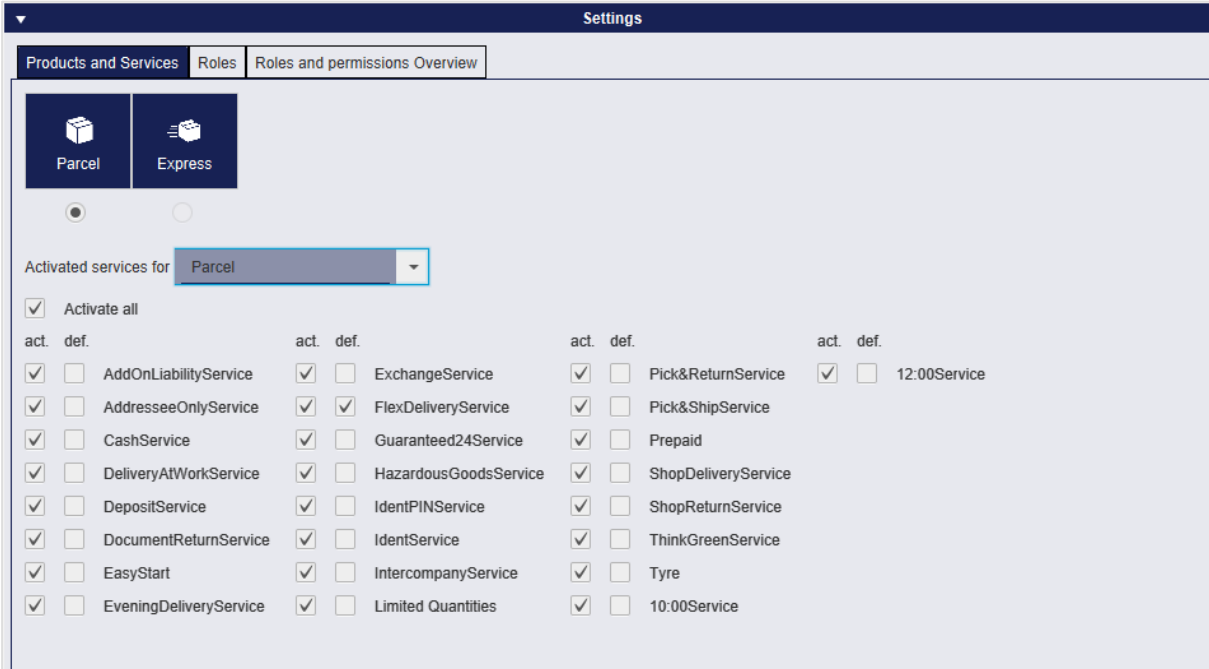 Settings
Products and Services Roles Roles and permissions Overview
Parcel Express
Activated services for Parcel
Activate all
act. def. act. def. act. def. act. def.
AddOnLiabilityService ExchangeService Pick&ReturnService 12:00Service
AddresseeOnlyService FlexDeliveryService Pick&ShipService
CashService Guaranteed24Service Prepaid
DeliveryAtWorkService HazardousGoodsService ShopDeliveryService
DepositService IdentPINService ShopReturnService
DocumentReturnService IdentService ThinkGreenService
EasyStart IntercompanyService Tyre
EveningDeliveryService Limited Quantities 10:00Service